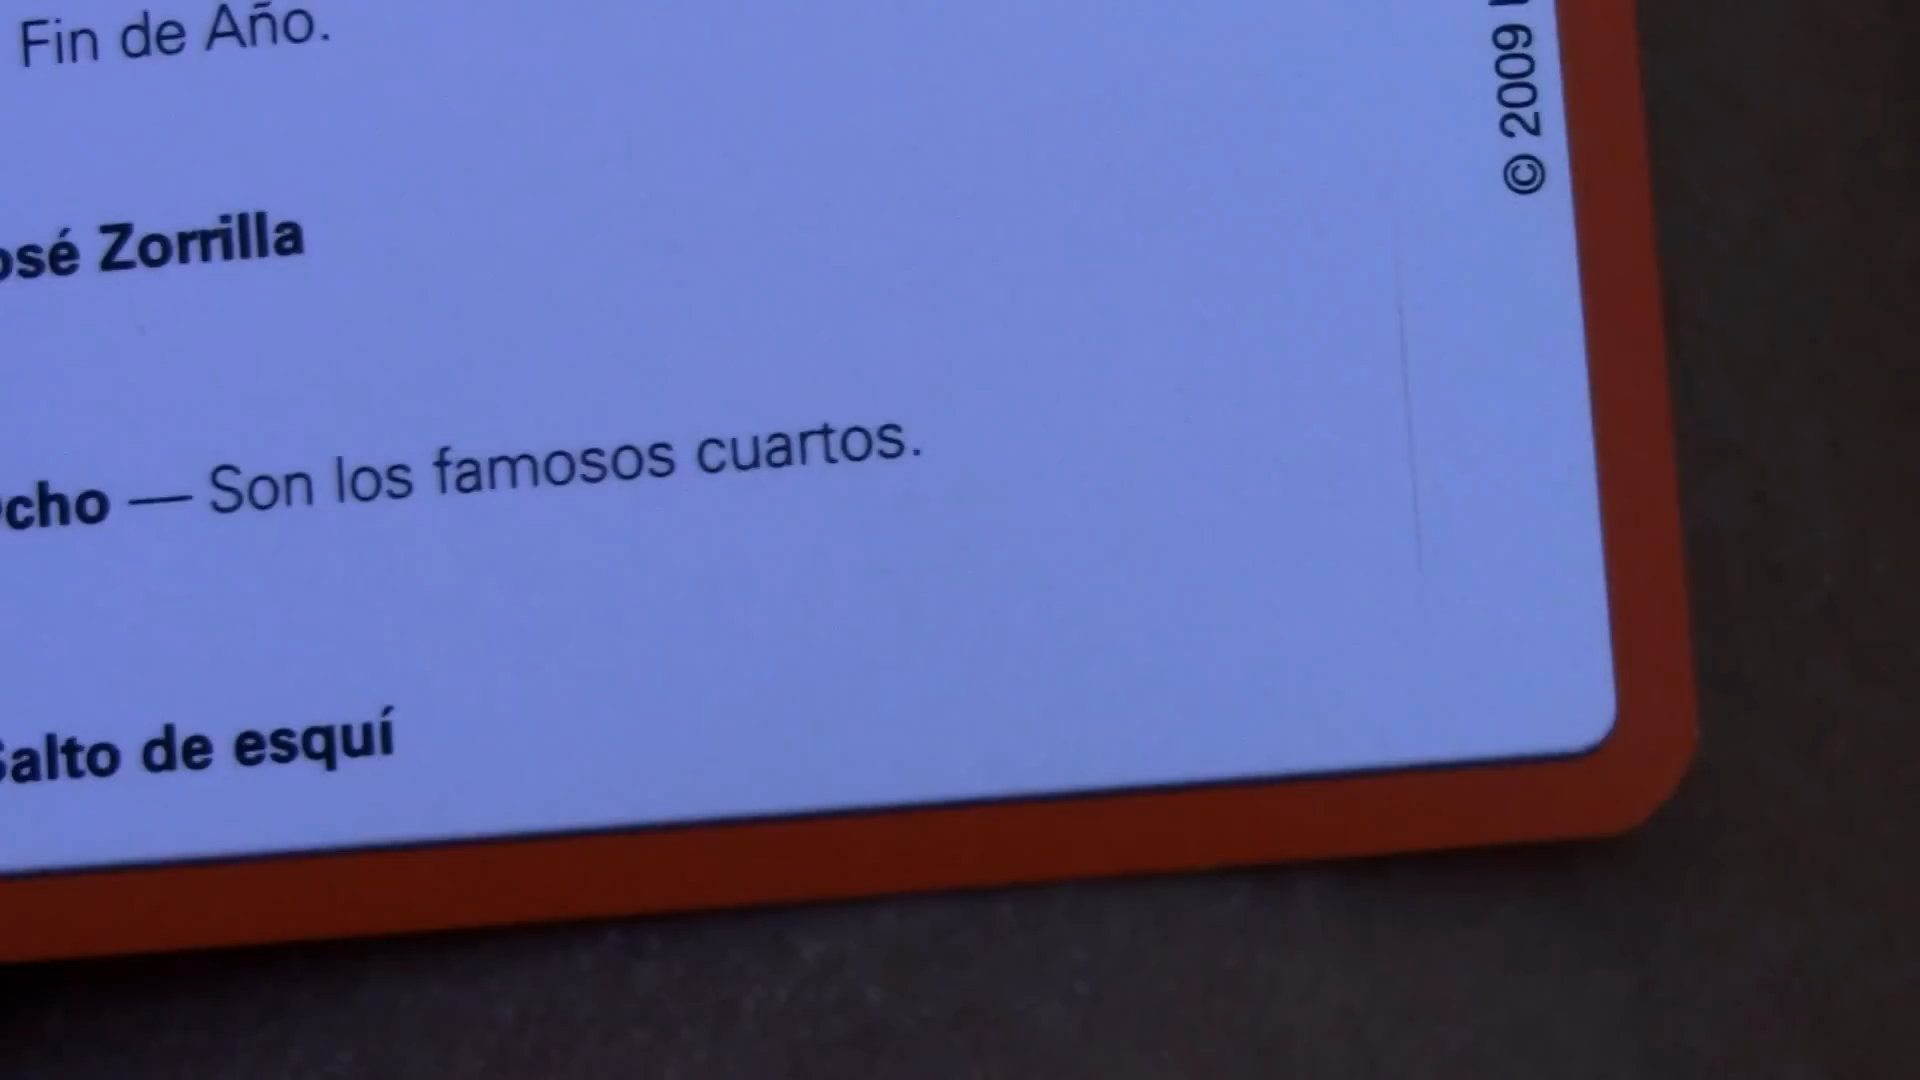 Fin de Año.
osé Zorrilla
cho — Son los famosos cuartos.
Salto de esquí
© 2009